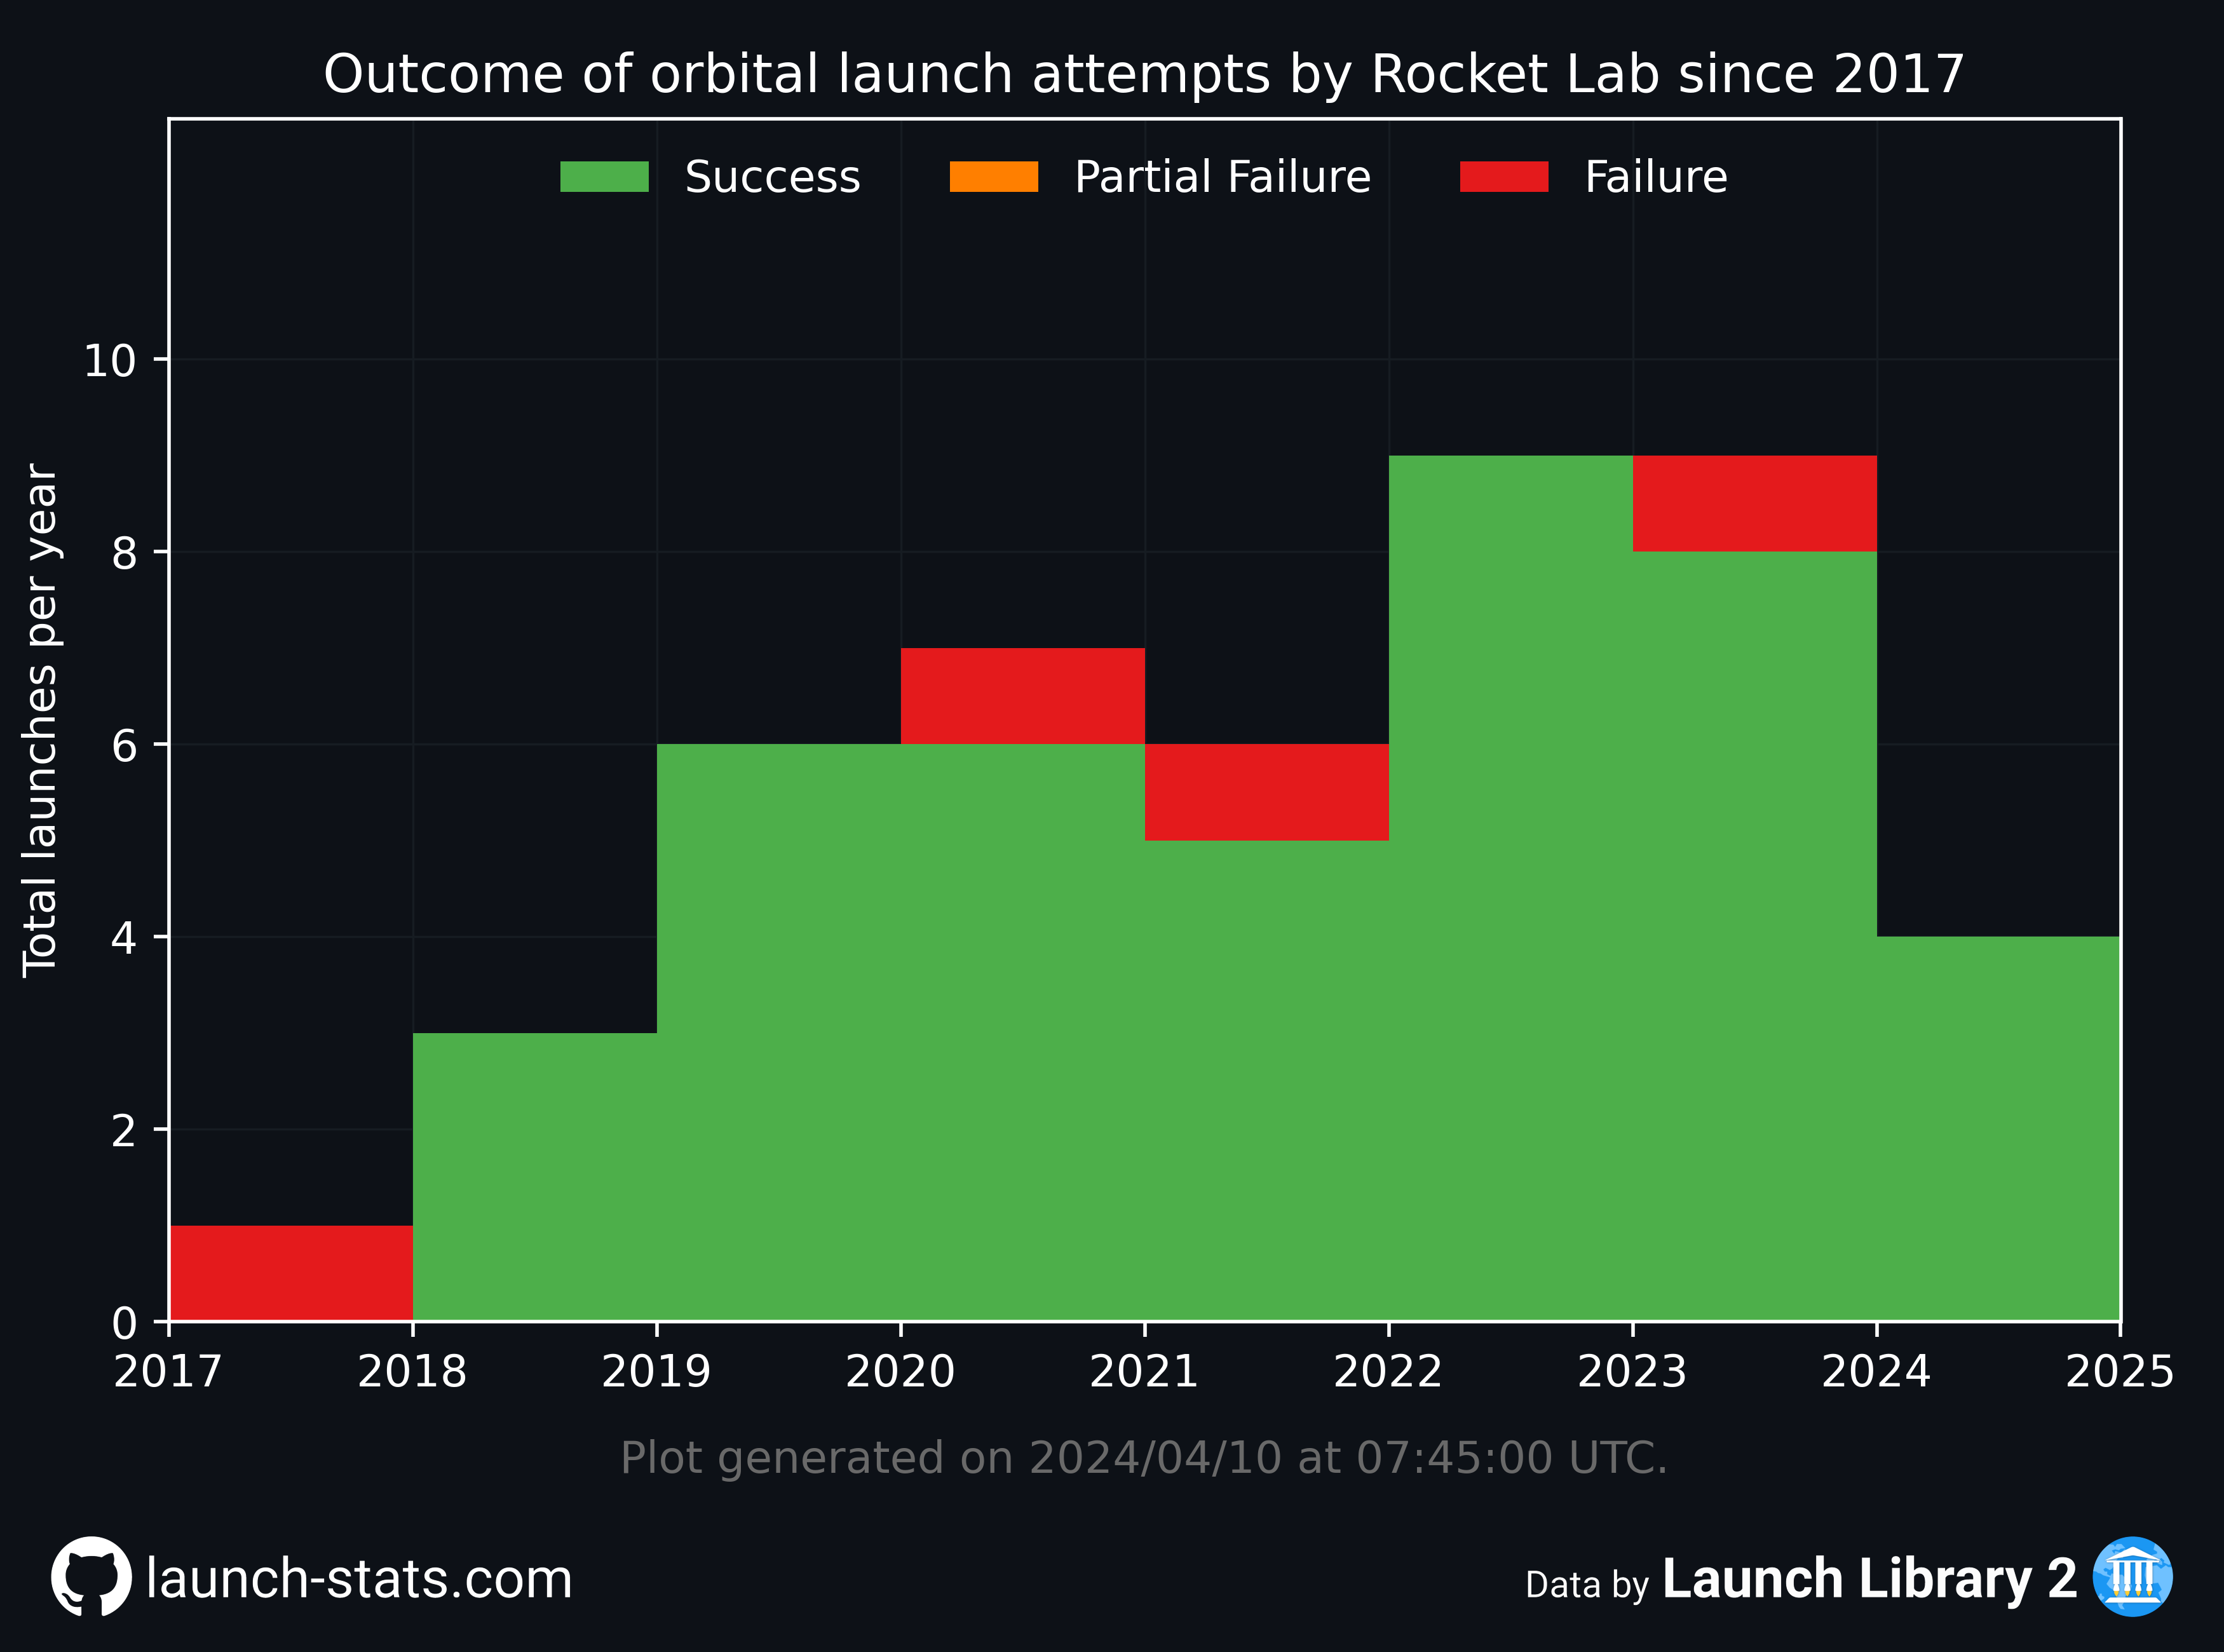 Outcome of orbital launch attempts by Rocket Lab since 2017
Success Partial Failure Failure
Total launches per year
10
8
6
4
2
0
2017 2018 2019 2020 2021 2022 2023 2024 2025
Plot generated on 2024/04/10 at 07:45:00 UTC.
launch-stats.com
Data by Launch Library 2